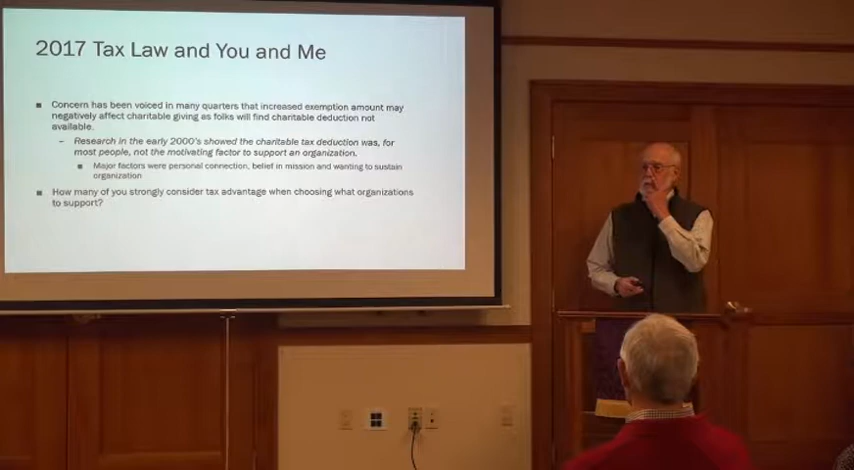 2017 Tax Law and You and Me
Concern has been voiced in many quarters that increased exemption amount may
negatively affect charitable giving as folks will find charitable deduction not
available.
Research in the early 2000's showed the charitable tax deduction was, for
most people, not the motivating factor to support an organization.
Major factors were personal connection, belief in mission and wanting to sustain
organization
How many of you strongly consider tax advantage when choosing what organizations
to support?